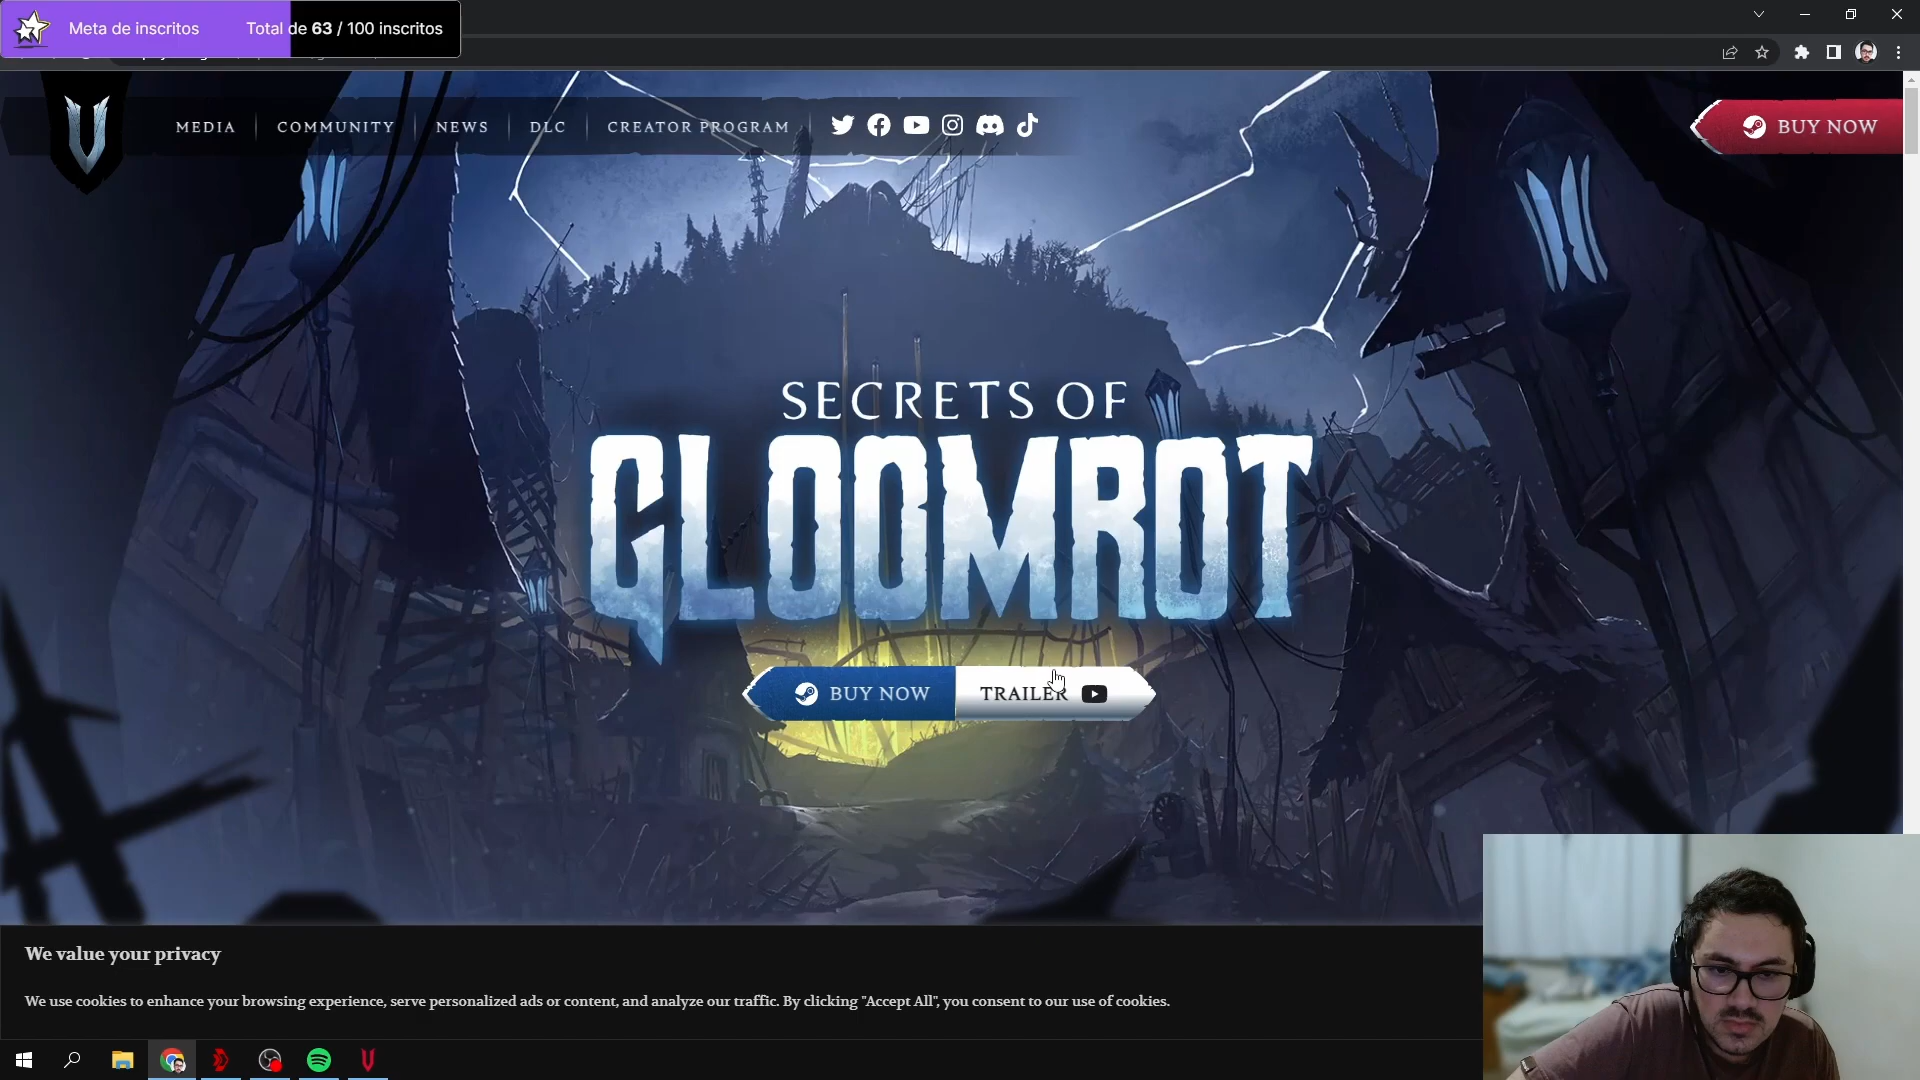 Meta de inscritos
Total de 63 / 100 inscritos
MEDIA
COMMUNITY
NEWS
DLC
CREATOR PROGRAM
BUY NOW
SECRETS OF
GLOOMROT
BUY NOW
TRAILER
We value your privacy
We use cookies to enhance your browsing experience, serve personalized ads or content, and analyze our traffic. By clicking "Accept All", you consent to our use of cookies.